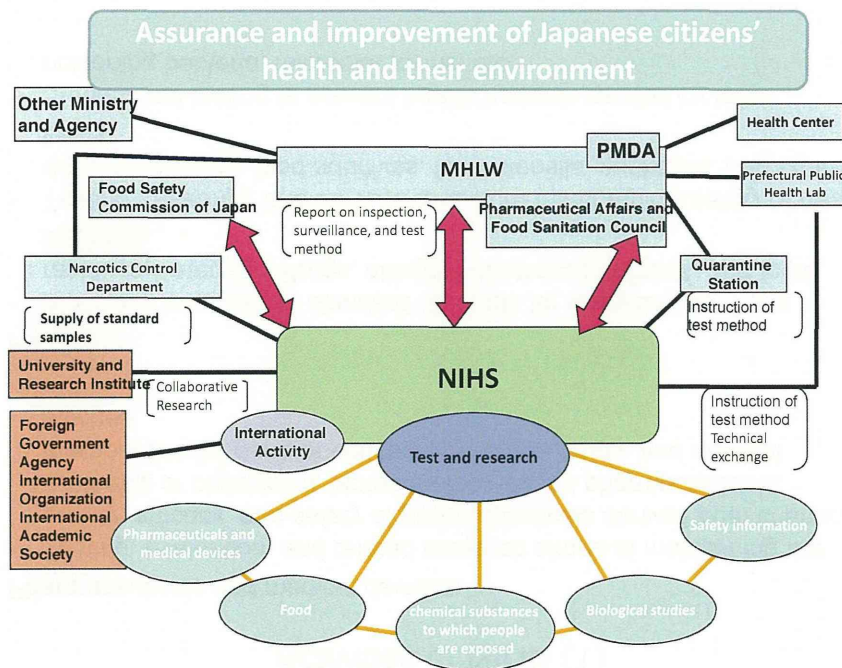 Assurance and improvement of Japanese citizens'
health and their environment
Other Ministry
and Agency
MHLW
PMDA
Health Center
Prefectural Public
Health Lab
Food Safety
Commission of Japan
Report on inspection,
surveillance, and test
method
Pharmaceutical Affairs and
Food Sanitation Council
Narcotics Control
Department
Quarantine
Station
Supply of standard
samples
Instruction of
test method
University and
Research Institute
Collaborative
Research
NIHS
Instruction of
test method
Technical
exchange
Foreign
Government
Agency
International
Organization
International
Academic
Society
International
Activity
Test and research
Pharmaceuticals and
medical devices
Safety information
Food
chemical substances
to which people
are exposed
Biological studies